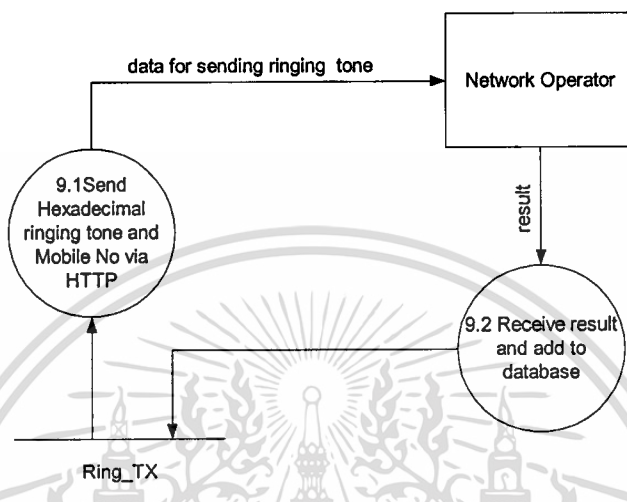 data for sending ringing tone
Network Operator
9.1Send
Hexadecimal
ringing tone and
Mobile No via
HTTP
result
9.2 Receive result
and add to
database
Ring_TX